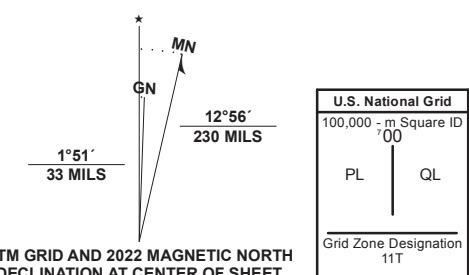 ★
MN
GN
12°56´
230 MILS
1°51´
33 MILS
TM GRID AND 2022 MAGNETIC NORTH
DECLINATION AT CENTER OF SHEET
U.S. National Grid
100,000 - m Square ID
⁷00
PL QL
Grid Zone Designation
11T